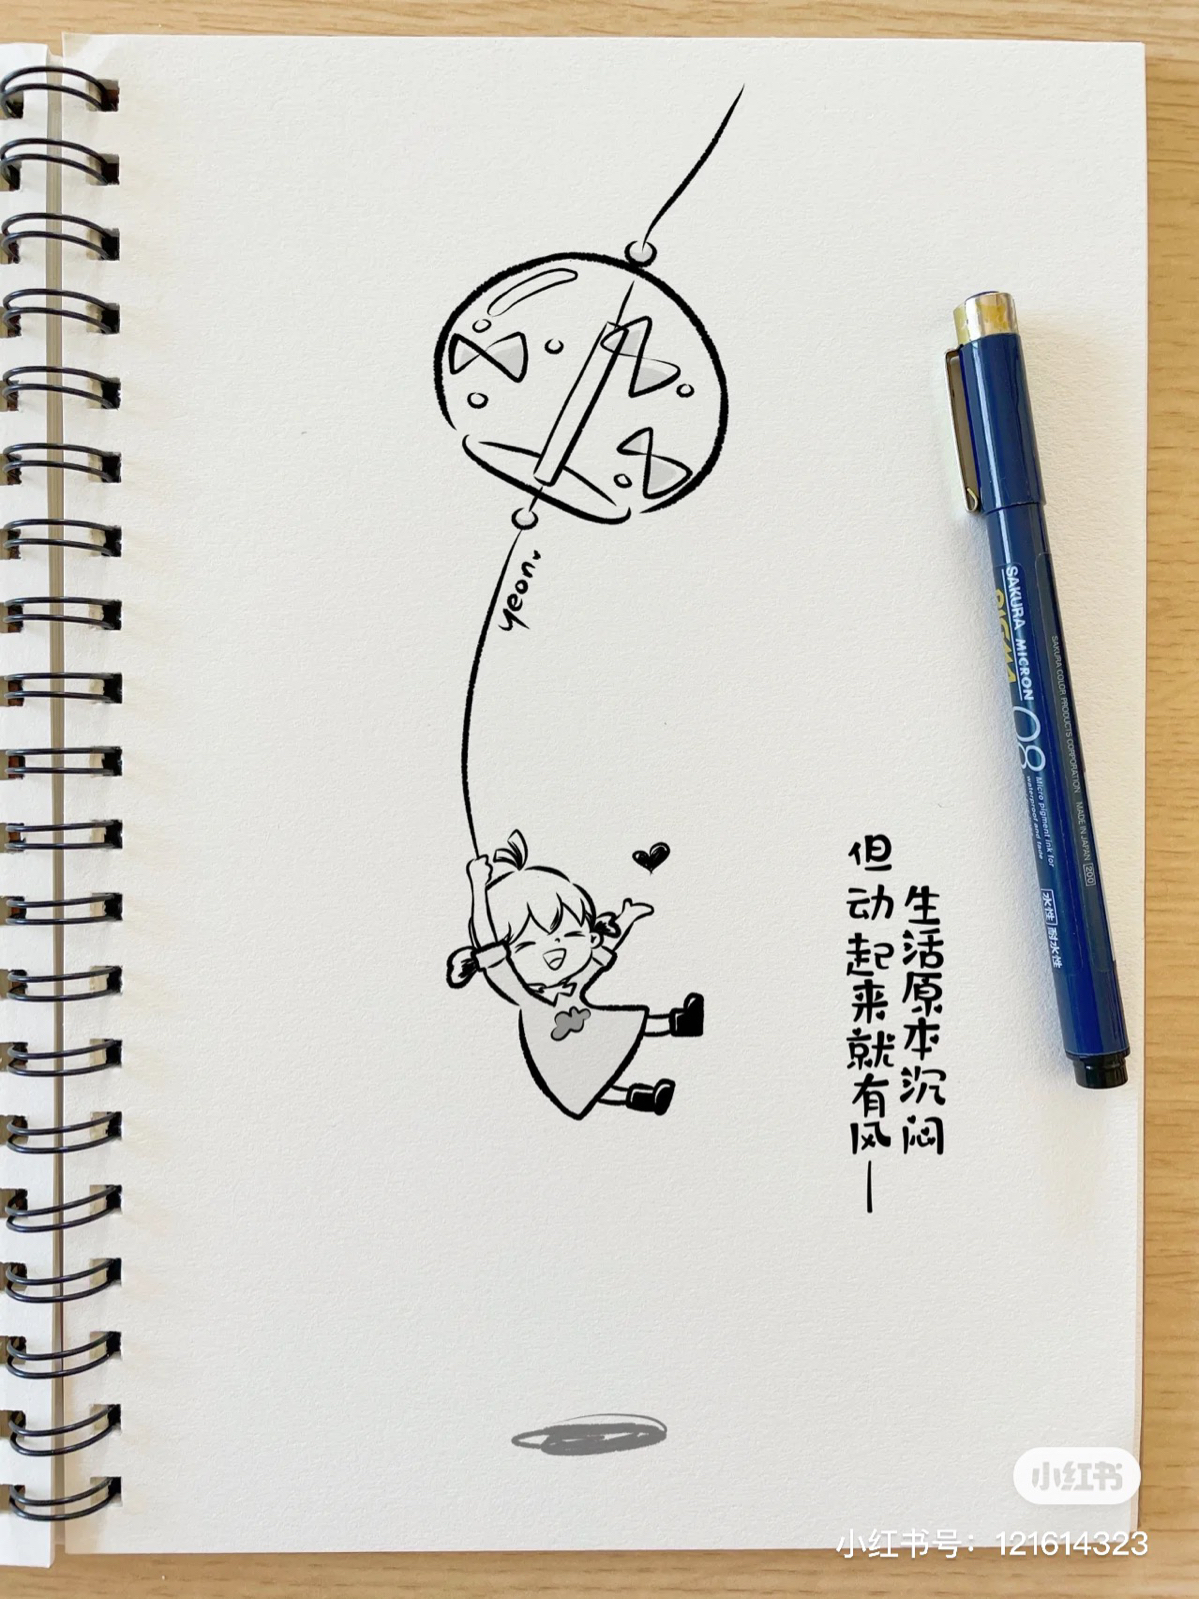 yeon
生活原本沉闷
但动起来就有风—
SAKURA MICRON
PIGMA
08
Micro pigment ink for
waterproof and fade
SAKURA COLOR PRODUCTS CORPORATION MADE IN JAPAN 200
水性 耐水性
小红书
小红书号：121614323